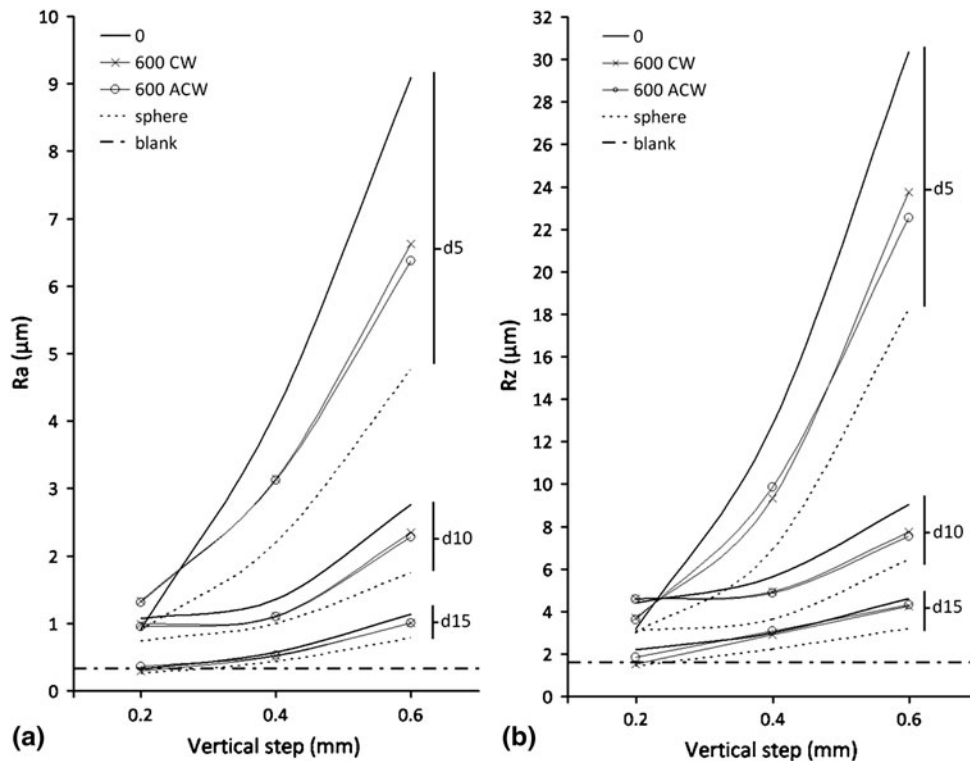 10
9
8
7
6
5
4
3
2
1
0
Ra (µm)
0
600 CW
600 ACW
sphere
blank
d5
d10
d15
0.2
0.4
0.6
Vertical step (mm)
(a)
32
30
28
26
24
22
20
18
16
14
12
10
8
6
4
2
0
Rz (µm)
0
600 CW
600 ACW
sphere
blank
d5
d10
d15
0.2
0.4
0.6
Vertical step (mm)
(b)